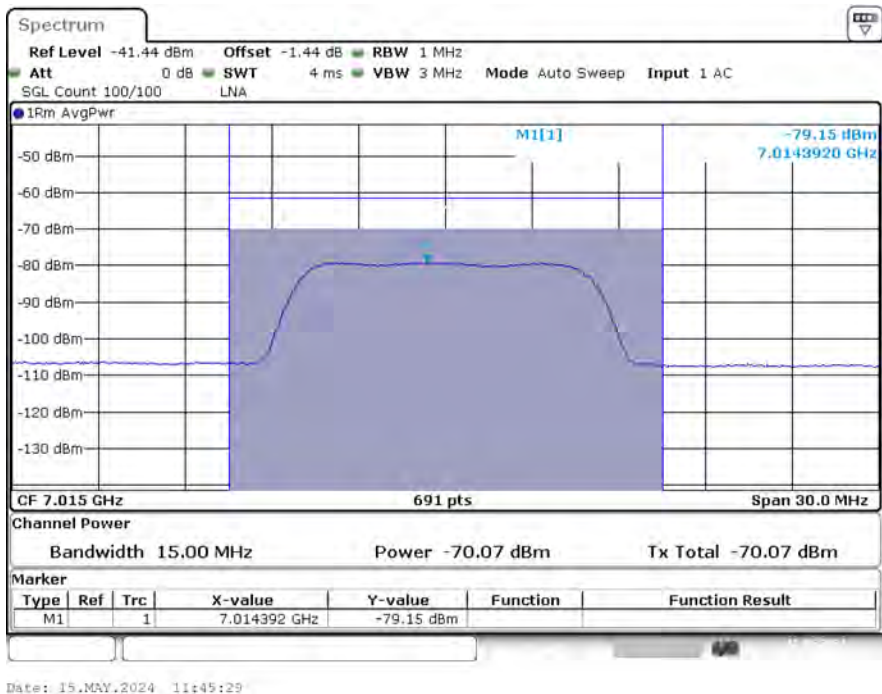 Spectrum
Ref Level -41.44 dBm Offset -1.44 dB RBW 1 MHz
Att 0 dB SWT 4 ms VBW 3 MHz Mode Auto Sweep Input 1 AC
SGL Count 100/100 LNA
1Rm AvgPwr
M1[1] -79.15 dBm
7.0143920 GHz
-50 dBm
-60 dBm
-70 dBm
-80 dBm
-90 dBm
-100 dBm
-110 dBm
-120 dBm
-130 dBm
CF 7.015 GHz 691 pts Span 30.0 MHz
Channel Power
Bandwidth 15.00 MHz Power -70.07 dBm Tx Total -70.07 dBm
Marker
Type Ref Trc X-value Y-value Function Function Result
M1 1 7.014392 GHz -79.15 dBm
Date: 15.MAY.2024 11:45:29